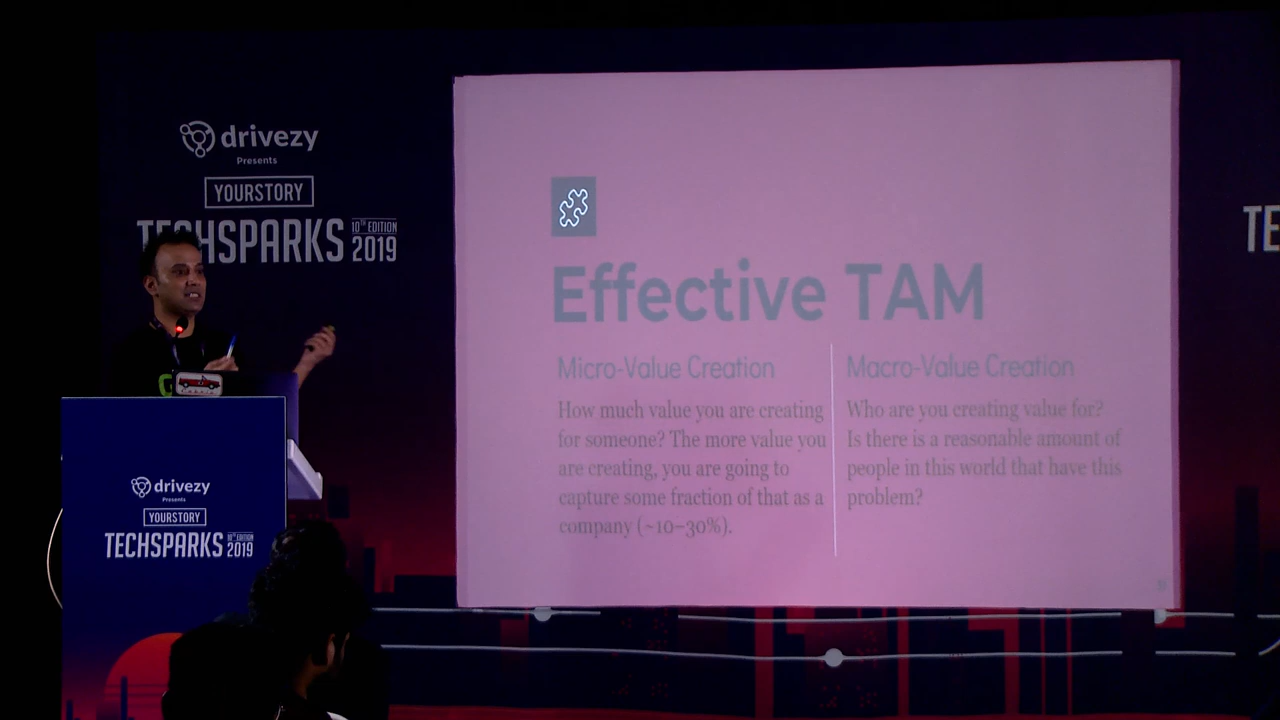 drivezy
Presents
YOURSTORY
TECHSPARKS 10TH EDITION 2019
Effective TAM
Micro-Value Creation
How much value you are creating
for someone? The more value you
are creating, you are going to
capture some fraction of that as a
company (~10–30%).
Macro-Value Creation
Who are you creating value for?
Is there is a reasonable amount of
people in this world that have this
problem?
TE
drivezy
Presents
YOURSTORY
TECHSPARKS 10TH EDITION 2019